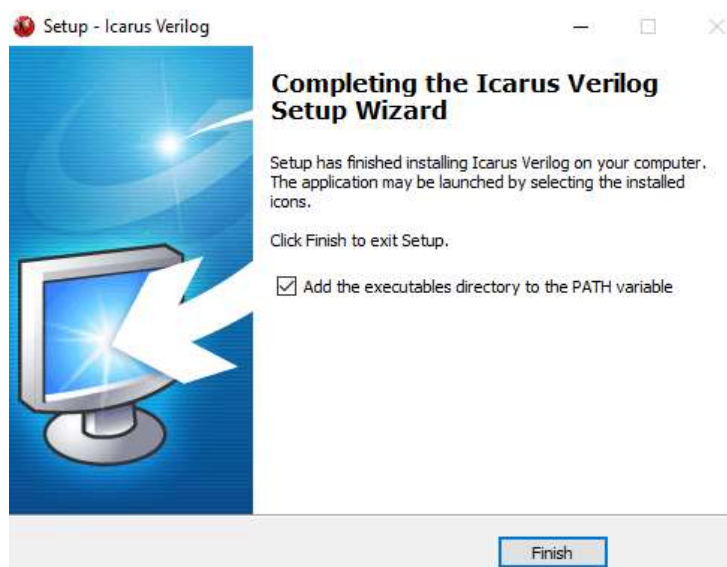 Setup - Icarus Verilog
Completing the Icarus Verilog
Setup Wizard
Setup has finished installing Icarus Verilog on your computer.
The application may be launched by selecting the installed
icons.
Click Finish to exit Setup.
Add the executables directory to the PATH variable
Finish